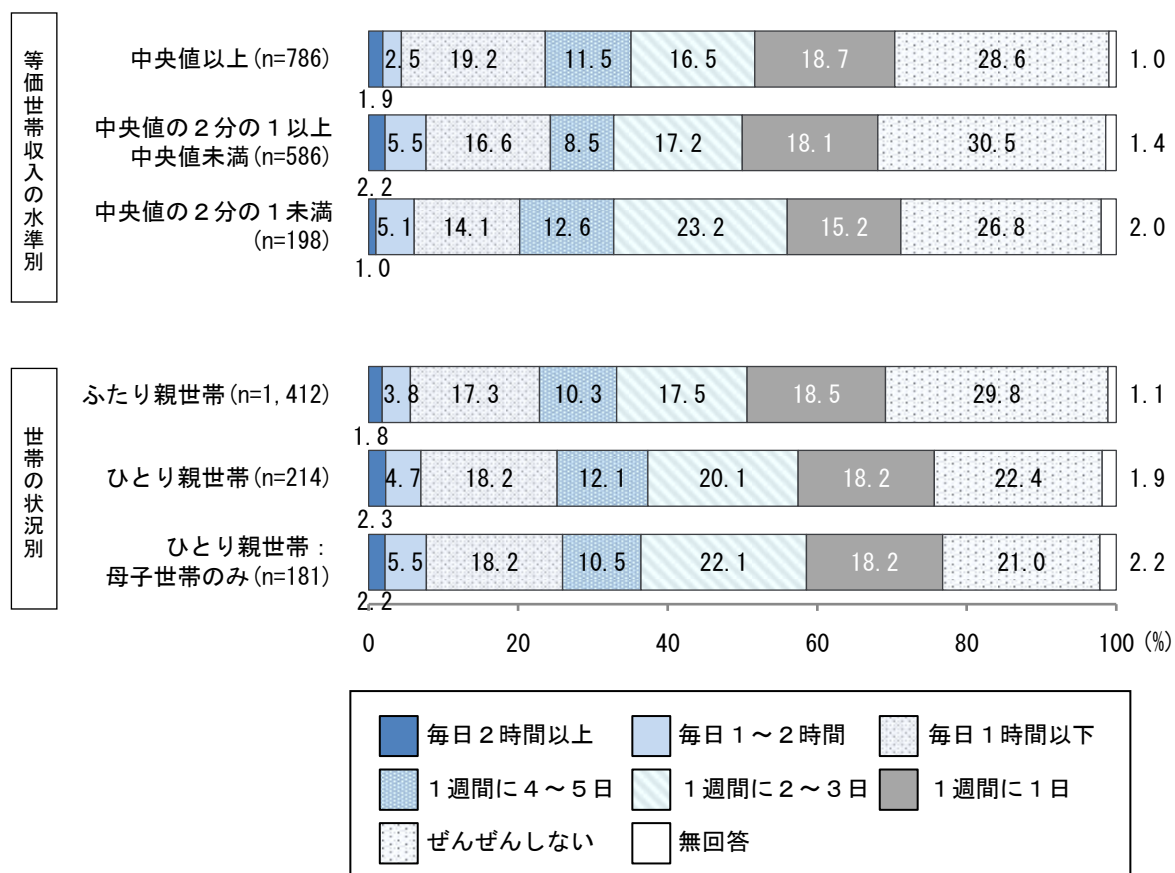 等価世帯収入の水準別
中央値以上(n=786)
2.5 19.2 11.5 16.5 18.7 28.6 1.0
1.9
中央値の２分の１以上
中央値未満(n=586)
5.5 16.6 8.5 17.2 18.1 30.5 1.4
2.2
中央値の２分の１未満
(n=198)
5.1 14.1 12.6 23.2 15.2 26.8 2.0
1.0
世帯の状況別
ふたり親世帯(n=1,412)
3.8 17.3 10.3 17.5 18.5 29.8 1.1
1.8
ひとり親世帯(n=214)
4.7 18.2 12.1 20.1 18.2 22.4 1.9
2.3
ひとり親世帯：
母子世帯のみ(n=181)
5.5 18.2 10.5 22.1 18.2 21.0 2.2
2.2
0 20 40 60 80 100 (%)
毎日２時間以上 毎日１～２時間 毎日１時間以下
１週間に４～５日 １週間に２～３日 １週間に１日
ぜんぜんしない 無回答